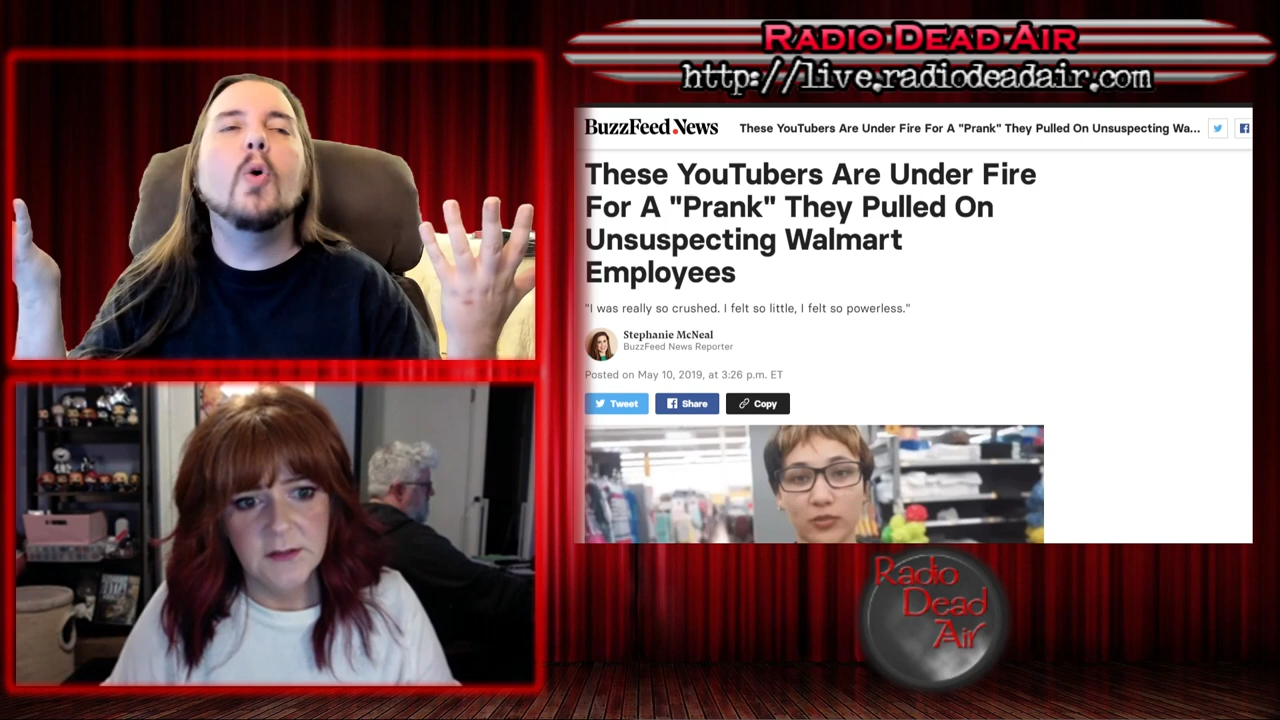 Radio Dead Air
http://live.radiodeadair.com
BuzzFeed News
These YouTubers Are Under Fire For A "Prank" They Pulled On Unsuspecting Wa...
These YouTubers Are Under Fire
For A "Prank" They Pulled On
Unsuspecting Walmart
Employees
"I was really so crushed. I felt so little, I felt so powerless."
Stephanie McNeal
BuzzFeed News Reporter
Posted on May 10, 2019, at 3:26 p.m. ET
Tweet
Share
Copy
Radio
Dead
Air